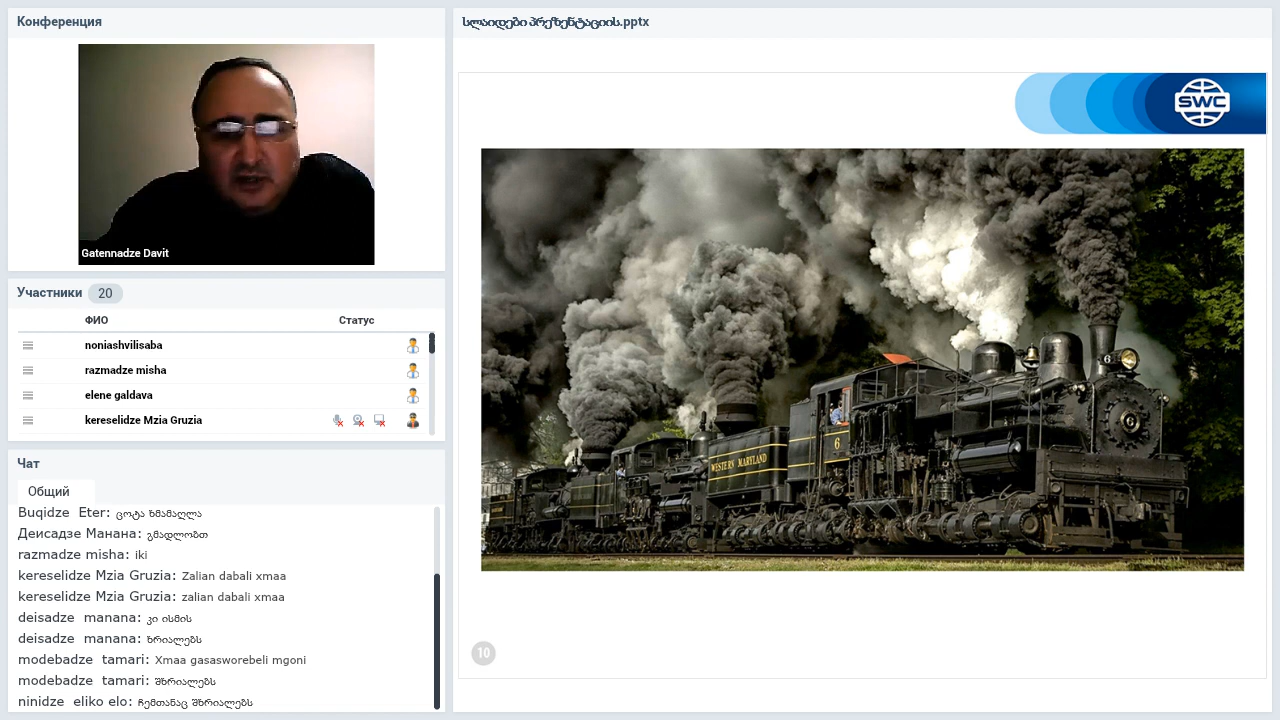 Конференция
Gatennadze Davit
Участники 20
ФИО Статус
noniashvilisaba
razmadze misha
elene galdava
kereselidze Mzia Gruzia
Чат
Общий
Buqidze Eter: ცოტა ხმამაღლა
Деисадзе Манана: გმადლობთ
razmadze misha: iki
kereselidze Mzia Gruzia: Zalian dabali xmaa
kereselidze Mzia Gruzia: zalian dabali xmaa
deisadze manana: კი ისმის
deisadze manana: ხრიალებს
modebadze tamari: Xmaa gasasworebeli mgoni
modebadze tamari: შხრიალებს
ninidze eliko elo: ჩემთანაც შხრიალებს
სლაიდები პრეზენტაციის.pptx
SWC
6
6
6
WESTERN MARYLAND
10